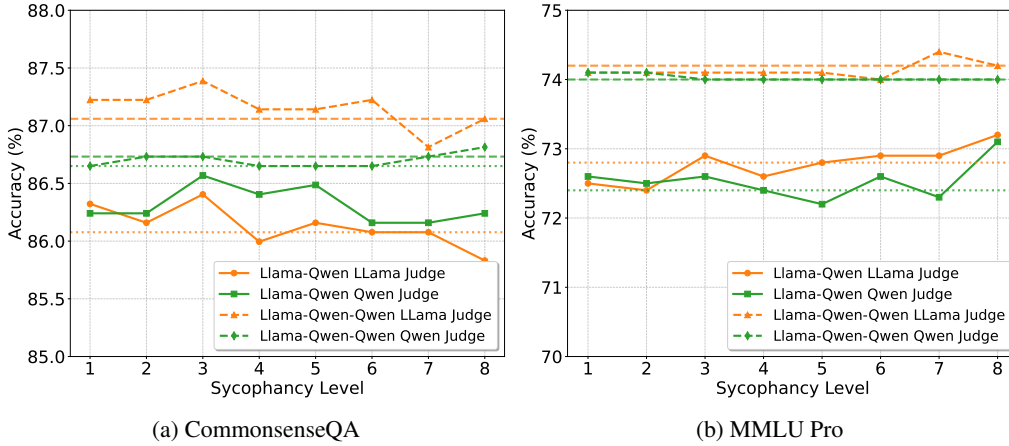 88.0
87.5
87.0
86.5
86.0
85.5
85.0
Accuracy (%)
1 2 3 4 5 6 7 8
Sycophancy Level
Llama-Qwen LLama Judge
Llama-Qwen Qwen Judge
Llama-Qwen-Qwen LLama Judge
Llama-Qwen-Qwen Qwen Judge
(a) CommonsenseQA
75
74
73
72
71
70
Accuracy (%)
1 2 3 4 5 6 7 8
Sycophancy Level
Llama-Qwen LLama Judge
Llama-Qwen Qwen Judge
Llama-Qwen-Qwen LLama Judge
Llama-Qwen-Qwen Qwen Judge
(b) MMLU Pro